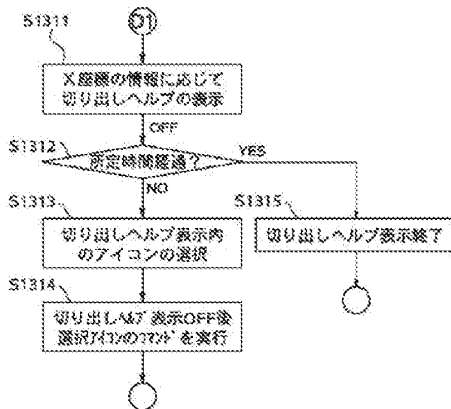 D1
S1311
X座標の情報に応じて
切り出しヘルプの表示
OFF
S1312
所定時間経過?
YES
NO
S1313
切り出しヘルプ表示内
のアイコンの選択
S1315
切り出しヘルプ表示終了
S1314
切り出しヘルプ表示OFF後
選択アイコンのコマンドを実行